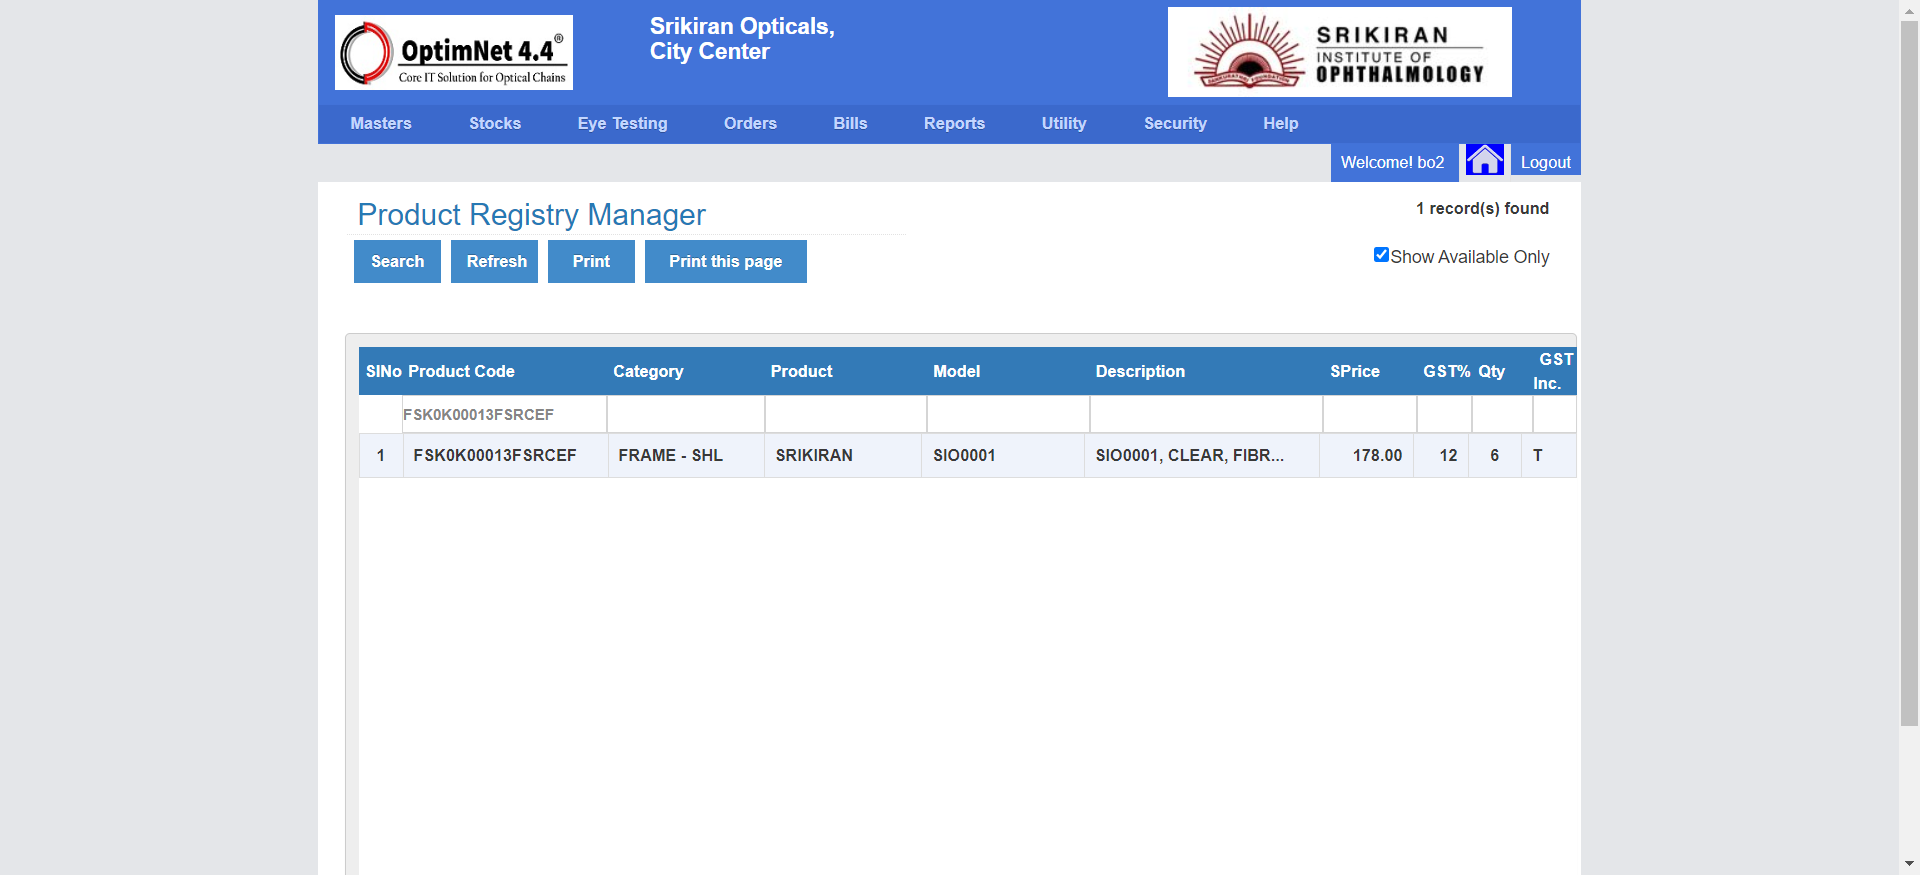 OptimNet 4.4®
Core IT Solution for Optical Chains
Srikiran Opticals,
City Center
SANKURATHRI FOUNDATION
SRIKIRAN
INSTITUTE OF
OPHTHALMOLOGY
Masters Stocks Eye Testing Orders Bills Reports Utility Security Help
Welcome! bo2 Logout
Product Registry Manager
1 record(s) found
Search Refresh Print Print this page
Show Available Only
SlNo Product Code Category Product Model Description SPrice GST% Qty GST Inc.
FSK0K00013FSRCEF
1 FSK0K00013FSRCEF FRAME - SHL SRIKIRAN SIO0001 SIO0001, CLEAR, FIBR... 178.00 12 6 T